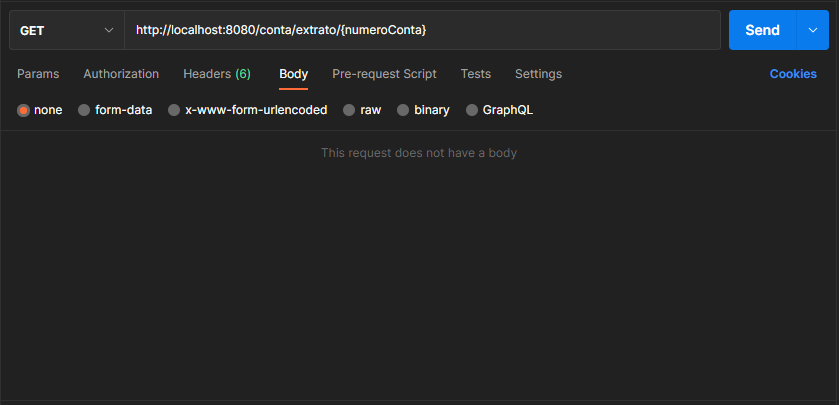 GET http://localhost:8080/conta/extrato/{numeroConta} Send
Params Authorization Headers (6) Body Pre-request Script Tests Settings Cookies
none form-data x-www-form-urlencoded raw binary GraphQL
This request does not have a body